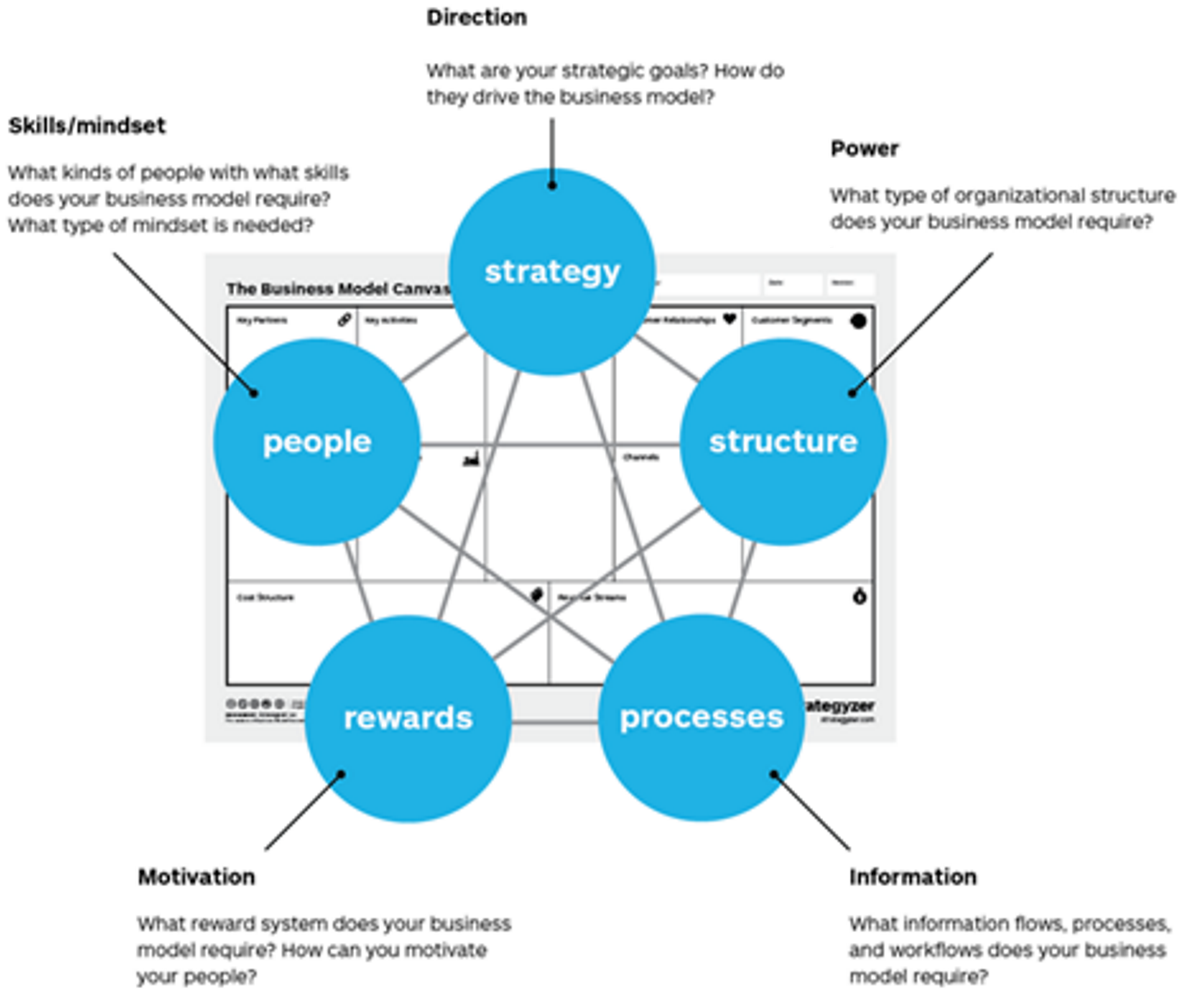 Direction
What are your strategic goals? How do
they drive the business model?
Skills/mindset
What kinds of people with what skills
does your business model require?
What type of mindset is needed?
Power
What type of organizational structure
does your business model require?
strategy
The Business Model Canvas
Key Partners
Key Activities
Relationships
Customer Segments
people
structure
Channels
Cost Structure
Streams
rewards
processes
strategyzer.com
Motivation
What reward system does your business
model require? How can you motivate
your people?
Information
What information flows, processes,
and workflows does your business
model require?